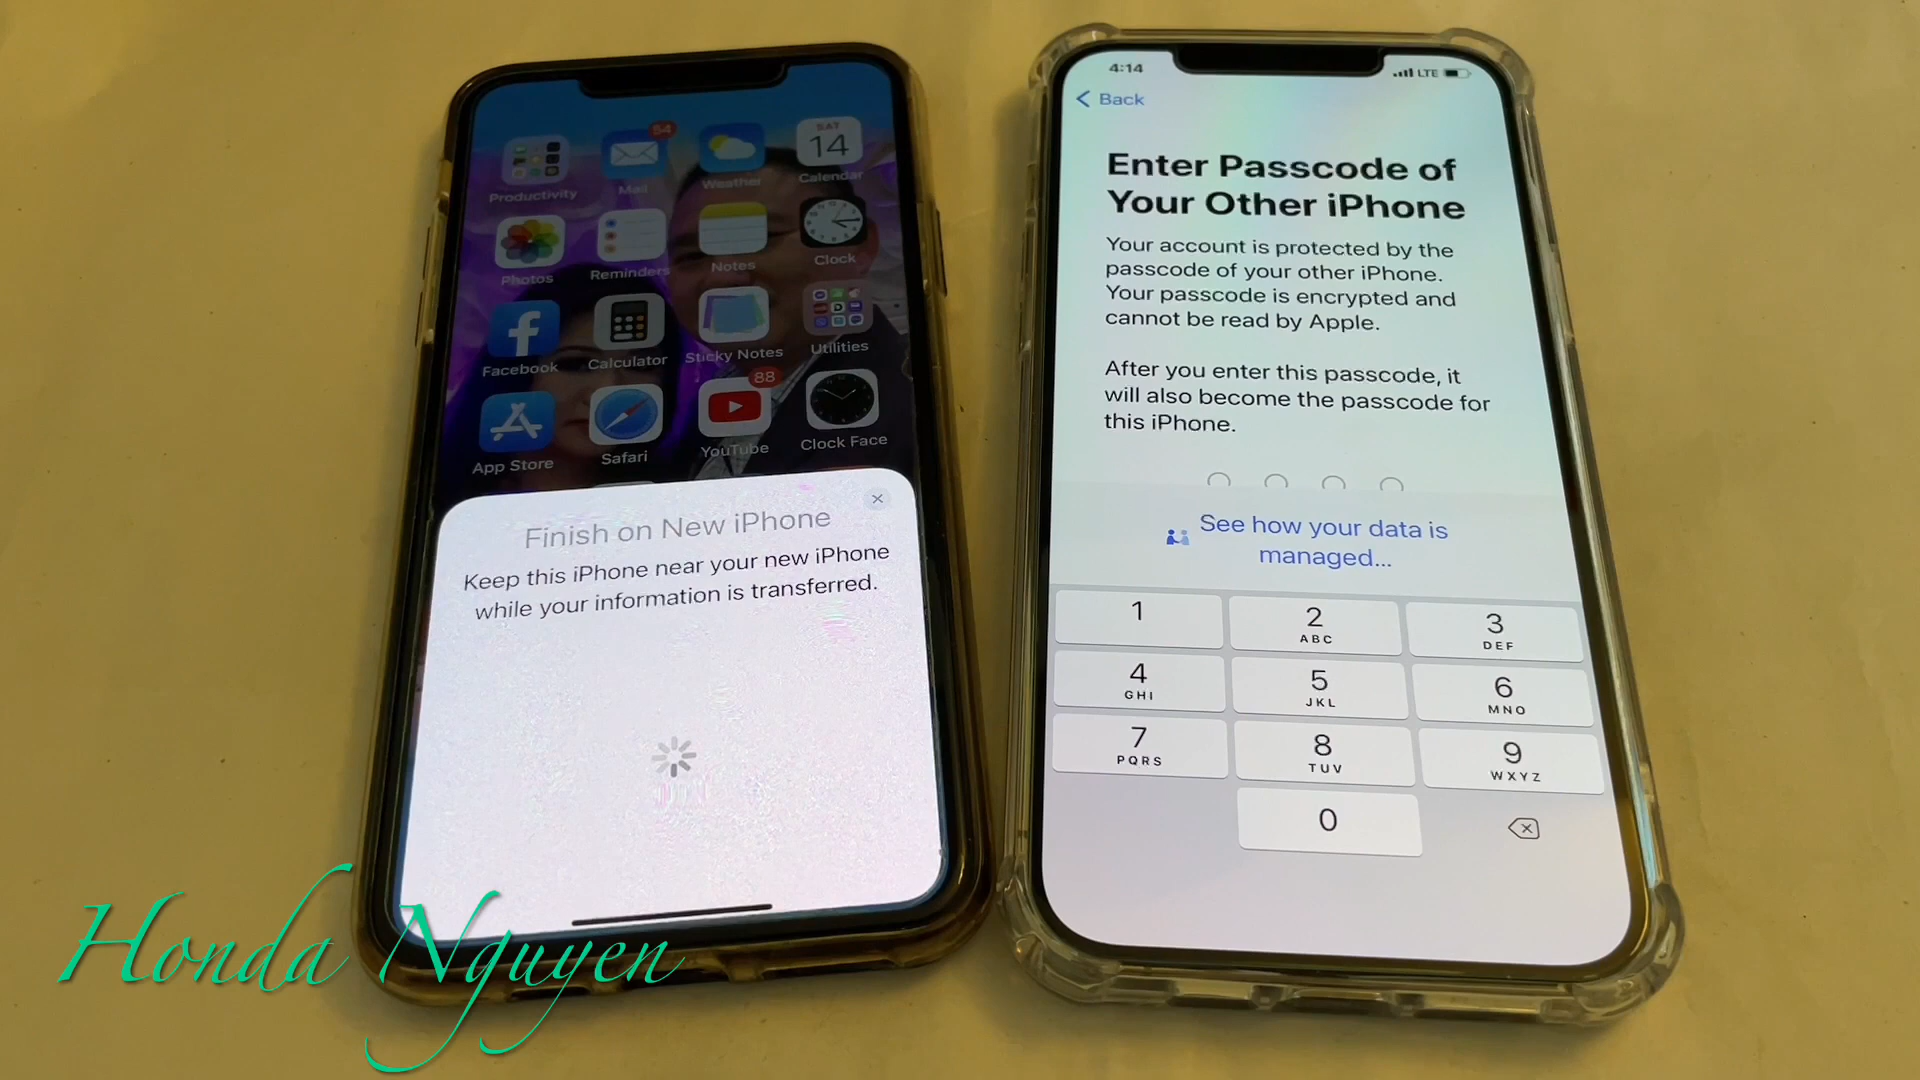 54
SAT
14
Productivity
Mail
Weather
Calendar
Photos
Reminders
Notes
Clock
Facebook
Calculator
Sticky Notes
Utilities
88
App Store
Safari
YouTube
Clock Face
Finish on New iPhone
Keep this iPhone near your new iPhone
while your information is transferred.
4:14
LTE
Back
Enter Passcode of
Your Other iPhone
Your account is protected by the
passcode of your other iPhone.
Your passcode is encrypted and
cannot be read by Apple.
After you enter this passcode, it
will also become the passcode for
this iPhone.
See how your data is
managed...
1
2
3
ABC
DEF
4
5
6
GHI
JKL
MNO
7
8
9
PQRS
TUV
WXYZ
0
Honda Nguyen